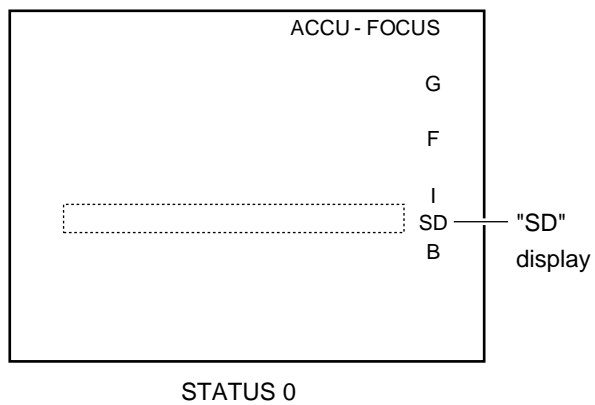 ACCU - FOCUS
G
F
I
SD
B
"SD"
display
STATUS 0